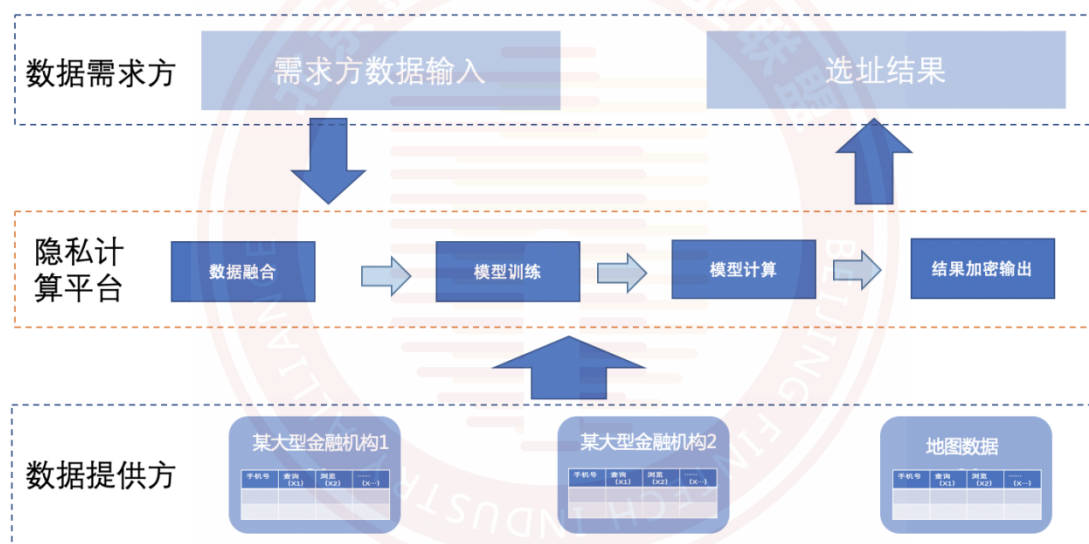 数据需求方
需求方数据输入
选址结果
隐私计
算平台
数据融合
模型训练
模型计算
结果加密输出
数据提供方
某大型金融机构1
手机号 查询 浏览 ……
(X1) (X2) (X…)
某大型金融机构2
手机号 查询 浏览 ……
(X1) (X2) (X…)
地图数据
手机号 查询 浏览 ……
(X1) (X2) (X…)
BEIJING FINTECH INDUSTRY ALLIAN